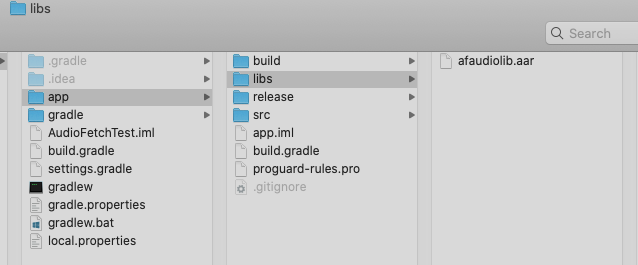 libs
Search
.gradle
.idea
app
gradle
AudioFetchTest.iml
build.gradle
settings.gradle
gradlew
gradle.properties
gradlew.bat
local.properties
build
libs
release
src
app.iml
build.gradle
proguard-rules.pro
.gitignore
afaudiolib.aar